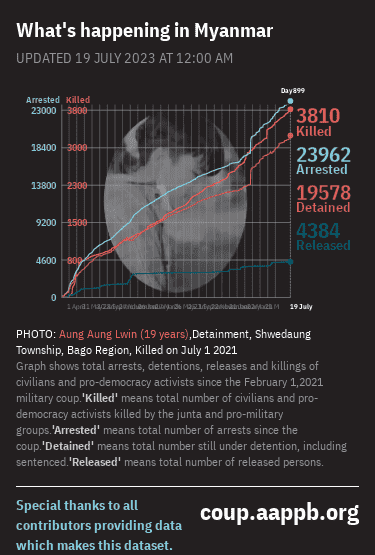 What's happening in Myanmar
UPDATED 19 JULY 2023 AT 12:00 AM
Day899
Arrested Killed
23000 3800
18400 3000
13800 2300
9200 1500
4600 800
0
3810
Killed
23962
Arrested
19578
Detained
4384
Released
19 July
PHOTO: Aung Aung Lwin (19 years),Detainment, Shwedaung
Township, Bago Region, Killed on July 1 2021
Graph shows total arrests, detentions, releases and killings of
civilians and pro-democracy activists since the February 1,2021
military coup.'Killed' means total number of civilians and pro-
democracy activists killed by the junta and pro-military
groups.'Arrested' means total number of arrests since the
coup.'Detained' means total number still under detention, including
sentenced.'Released' means total number of released persons.
Special thanks to all
contributors providing data
which makes this dataset.
coup.aappb.org